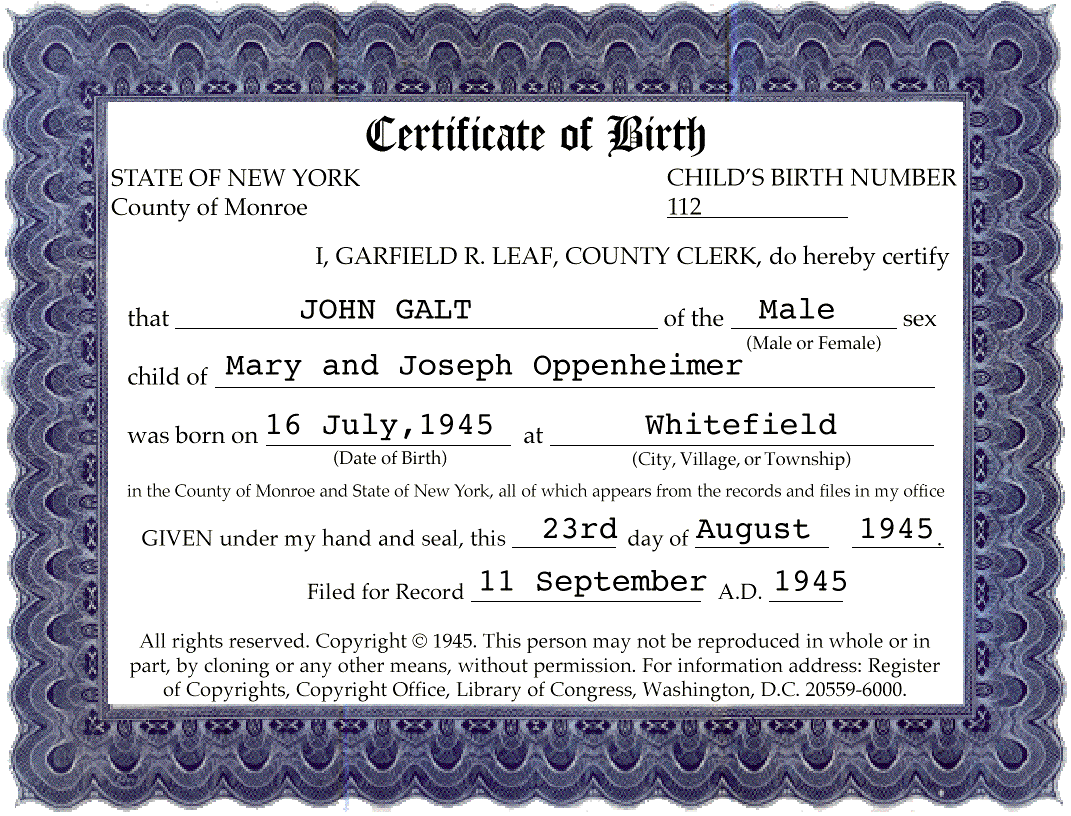 Certificate of Birth
STATE OF NEW YORK
County of Monroe
CHILD'S BIRTH NUMBER
112
I, GARFIELD R. LEAF, COUNTY CLERK, do hereby certify
that JOHN GALT of the Male sex
(Male or Female)
child of Mary and Joseph Oppenheimer
was born on 16 July,1945 at Whitefield
(Date of Birth) (City, Village, or Township)
in the County of Monroe and State of New York, all of which appears from the records and files in my office
GIVEN under my hand and seal, this 23rd day of August 1945.
Filed for Record 11 September A.D. 1945
All rights reserved. Copyright © 1945. This person may not be reproduced in whole or in
part, by cloning or any other means, without permission. For information address: Register
of Copyrights, Copyright Office, Library of Congress, Washington, D.C. 20559-6000.